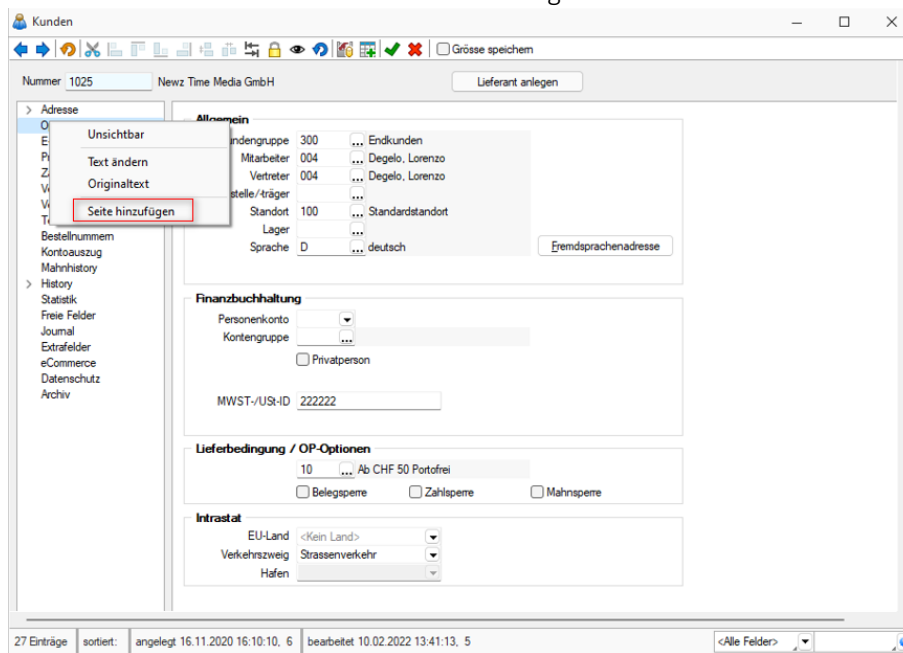 Kunden
Grösse speichern
Nummer 1025 Newz Time Media GmbH Lieferant anlegen
Adresse
Unsichtbar
Text ändern
Originaltext
Seite hinzufügen
Bestellnummern
Kontoauszug
Mahnhistory
History
Statistik
Freie Felder
Journal
Extrafelder
eCommerce
Datenschutz
Archiv
Allgemein
300 ... Endkunden
Mitarbeiter 004 ... Degelo, Lorenzo
Vertreter 004 ... Degelo, Lorenzo
...
Standort 100 ... Standardstandort
Lager ...
Sprache D ... deutsch Fremdsprachenadresse
Finanzbuchhaltung
Personenkonto
Kontengruppe ...
Privatperson
MWST-/USt-ID 222222
Lieferbedingung / OP-Optionen
10 ... Ab CHF 50 Portofrei
Belegsperre Zahlsperre Mahnsperre
Intrastat
EU-Land <Kein Land>
Verkehrszweig Strassenverkehr
Hafen
27 Einträge sortiert: angelegt 16.11.2020 16:10:10, 6 bearbeitet 10.02.2022 13:41:13, 5 <Alle Felder>